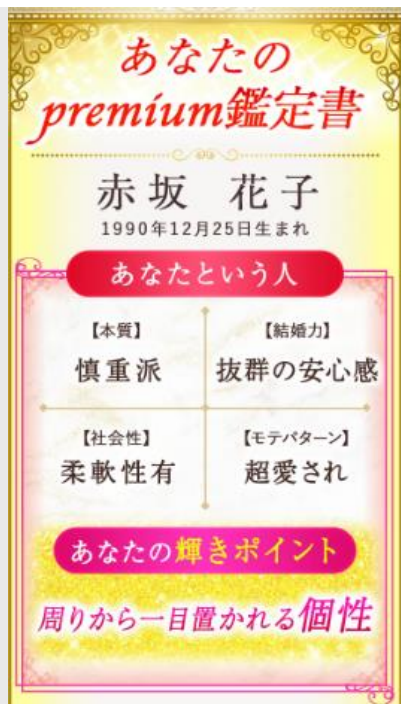 あなたの
premium鑑定書
赤坂 花子
1990年12月25日生まれ
あなたという人
【本質】
慎重派
【結婚力】
抜群の安心感
【社会性】
柔軟性有
【モテパターン】
超愛され
あなたの輝きポイント
周りから一目置かれる個性